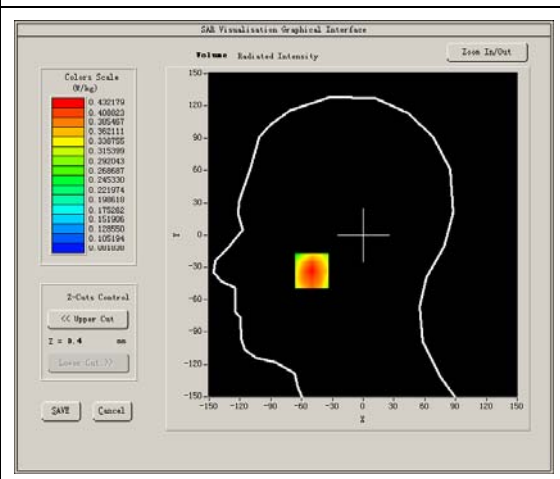 SAR Visualisation Graphical Interface
Volume Radiated Intensity
Zoom In/Out
Colors Scale
(W/kg)
0.432179
0.408823
0.385467
0.362111
0.338755
0.315399
0.292043
0.268687
0.245330
0.221974
0.198618
0.175262
0.151906
0.128550
0.105194
0.081838
Z-Cuts Control
<< Upper Cut
Z = 0.4 mm
Lower Cut >>
SAVE Cancel
150
120
90
60
30
0
-30
-60
-90
-120
-150
Y
-150 -120 -90 -60 -30 0 30 60 90 120 150
X